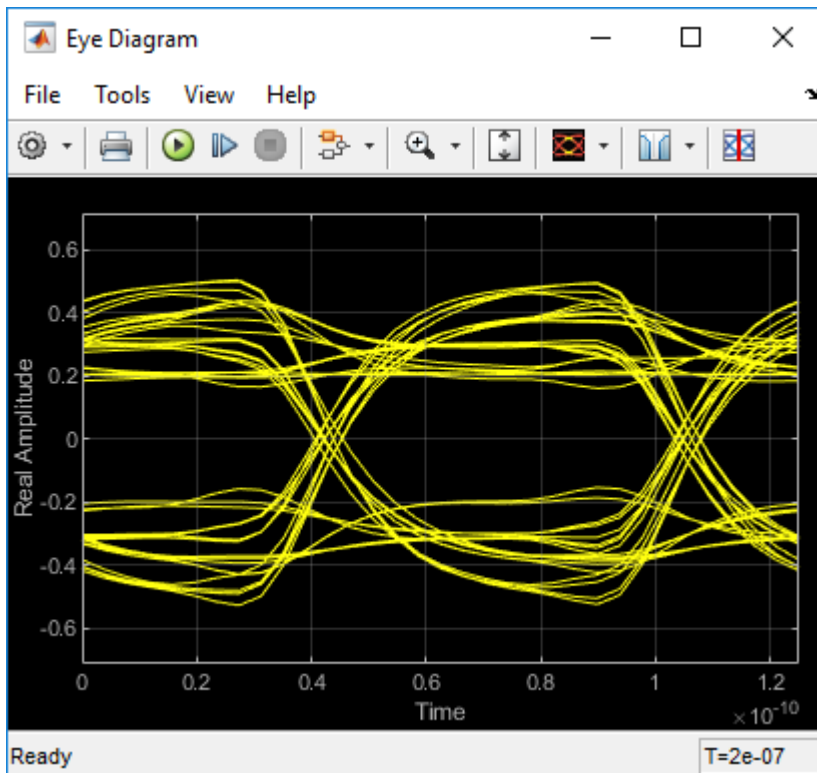 Eye Diagram
File Tools View Help
0.6
0.4
0.2
0
-0.2
-0.4
-0.6
Real Amplitude
0 0.2 0.4 0.6 0.8 1 1.2
Time
×10-10
Ready T=2e-07